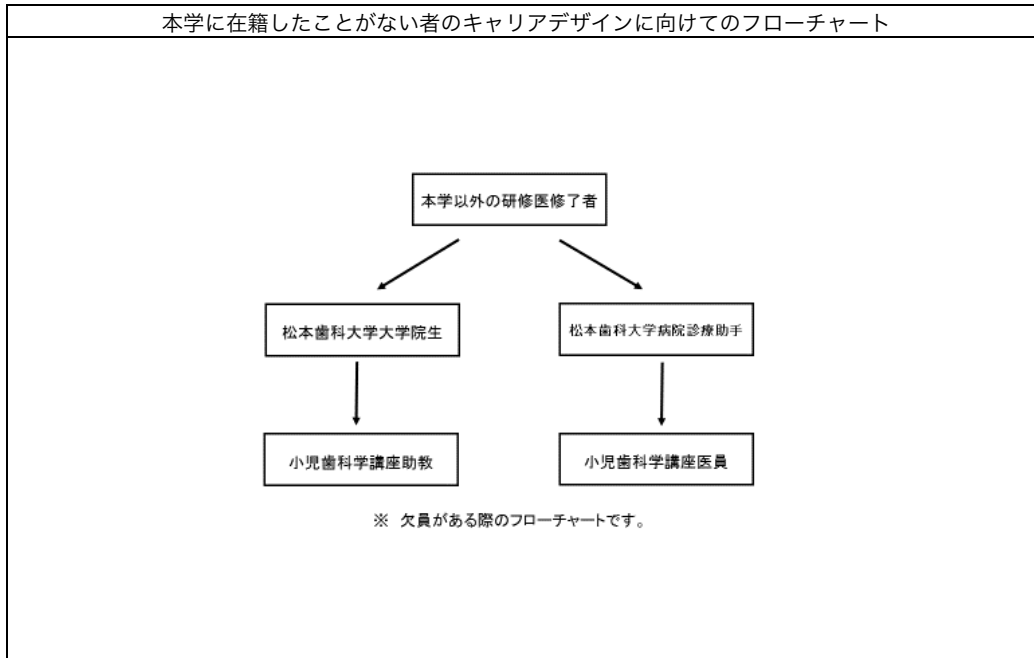 本学に在籍したことがない者のキャリアデザインに向けてのフローチャート
本学以外の研修医修了者
松本歯科大学大学院生
松本歯科大学病院診療助手
小児歯科学講座助教
小児歯科学講座医員
※ 欠員がある際のフローチャートです。